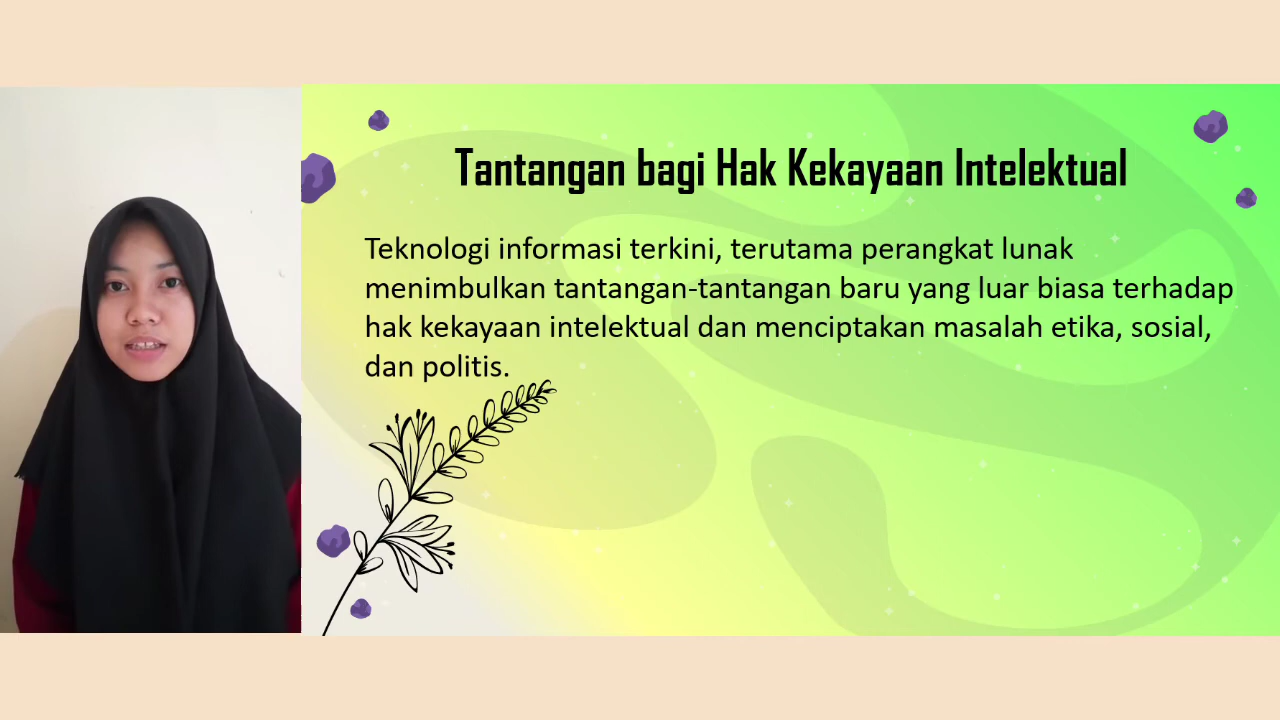 Tantangan bagi Hak Kekayaan Intelektual
Teknologi informasi terkini, terutama perangkat lunak
menimbulkan tantangan-tantangan baru yang luar biasa terhadap
hak kekayaan intelektual dan menciptakan masalah etika, sosial,
dan politis.